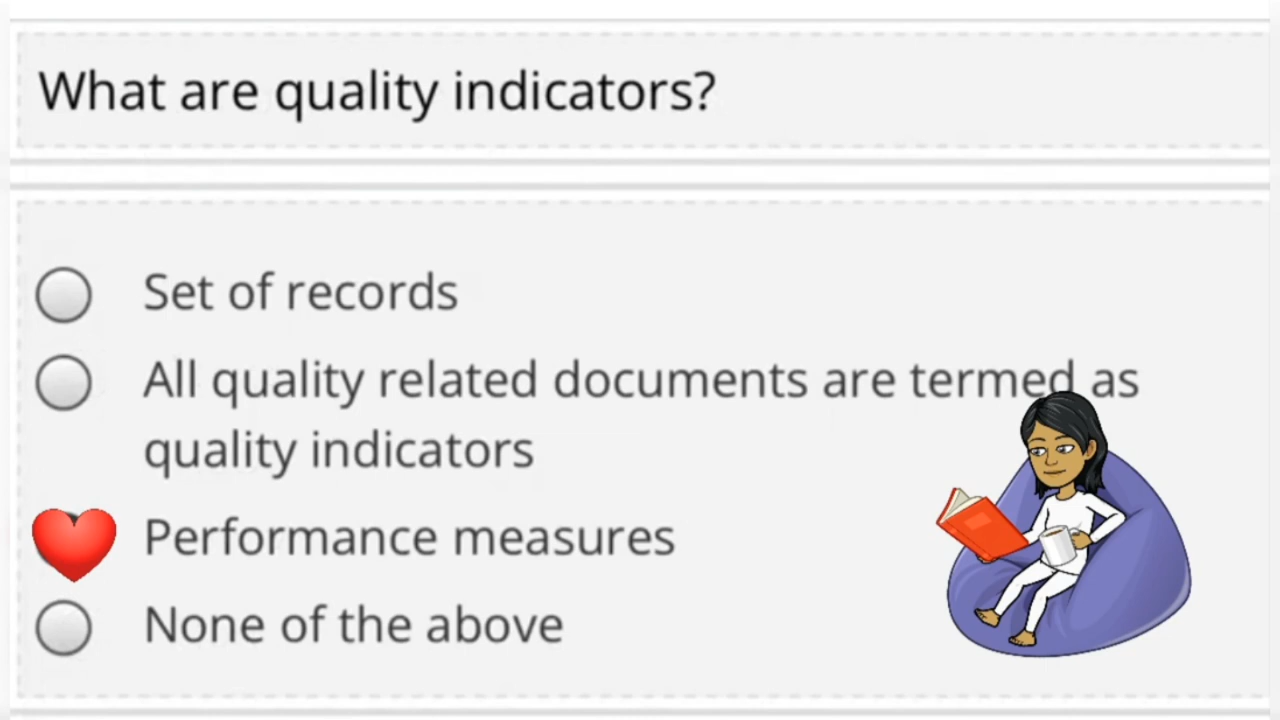 What are quality indicators?
Set of records
All quality related documents are termed as
quality indicators
Performance measures
None of the above